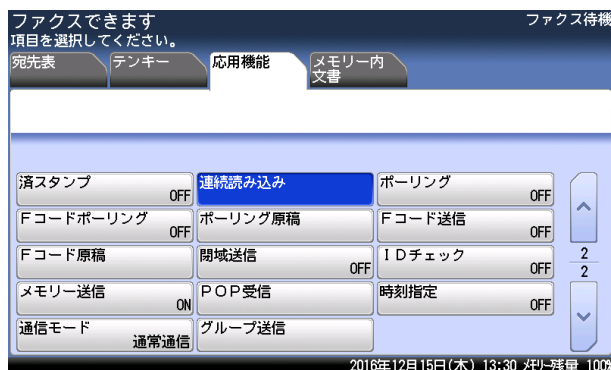 ファクスできます
ファクス待機
項目を選択してください。
宛先表 テンキー 応用機能 メモリー内
文書
済スタンプ OFF
連続読み込み
ポーリング OFF
Fコードポーリング OFF
ポーリング原稿
Fコード送信 OFF
Fコード原稿
閉域送信 OFF
IDチェック OFF
2
2
メモリー送信 ON
POP受信
時刻指定 OFF
通信モード 通常通信
グループ送信
2016年12月15日(木) 13:30 メモリー残量 100%